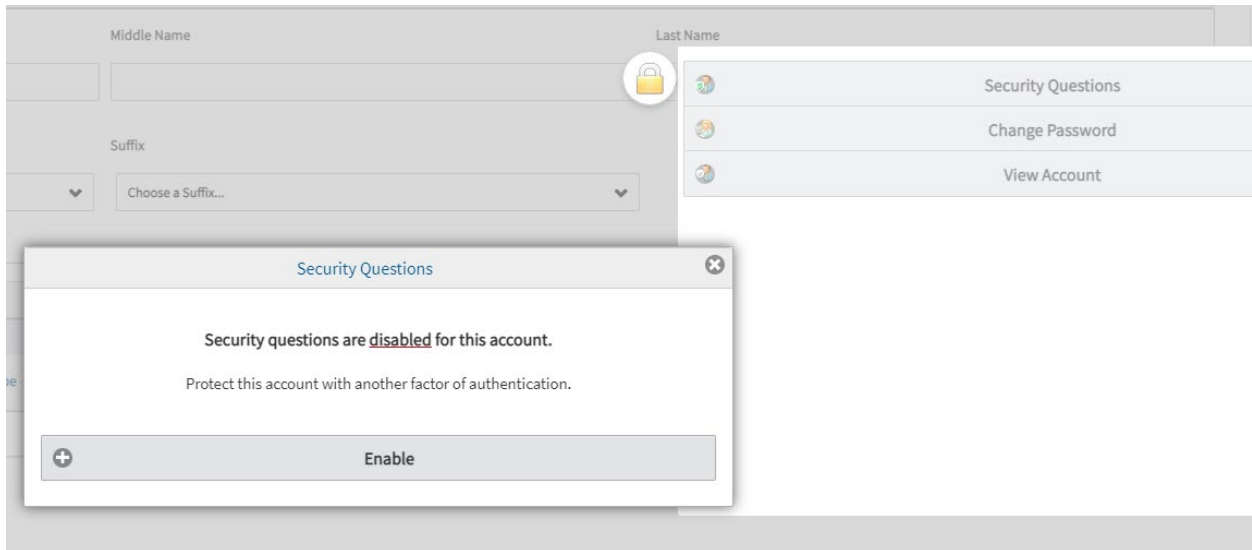 Middle Name
Last Name
Security Questions
Change Password
Suffix
View Account
Choose a Suffix...
Security Questions
Security questions are disabled for this account.
Protect this account with another factor of authentication.
Enable